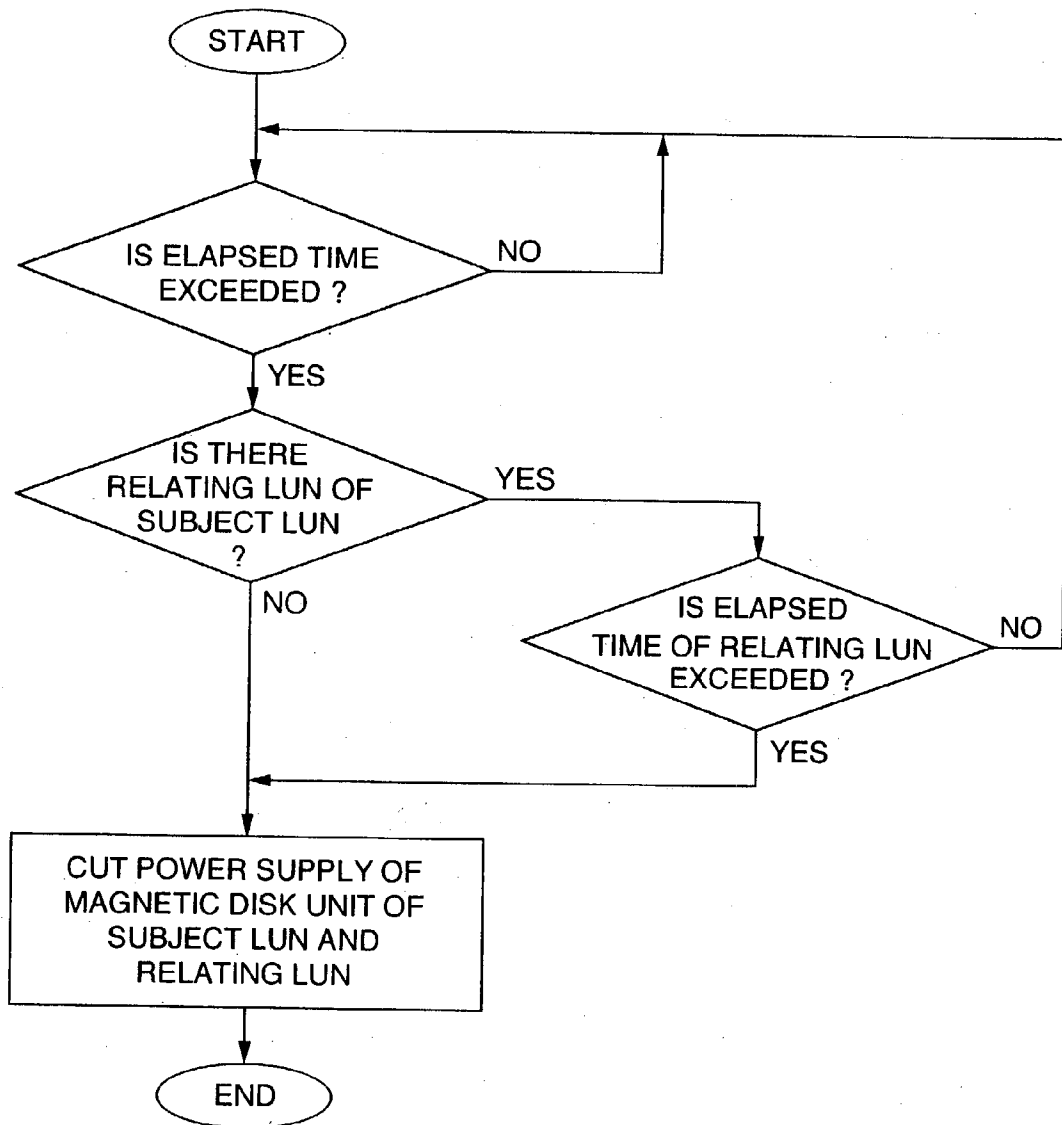 START
IS ELAPSED TIME
EXCEEDED ?
NO
YES
IS THERE
RELATING LUN OF
SUBJECT LUN
?
YES
NO
IS ELAPSED
TIME OF RELATING LUN
EXCEEDED ?
NO
YES
CUT POWER SUPPLY OF
MAGNETIC DISK UNIT OF
SUBJECT LUN AND
RELATING LUN
END